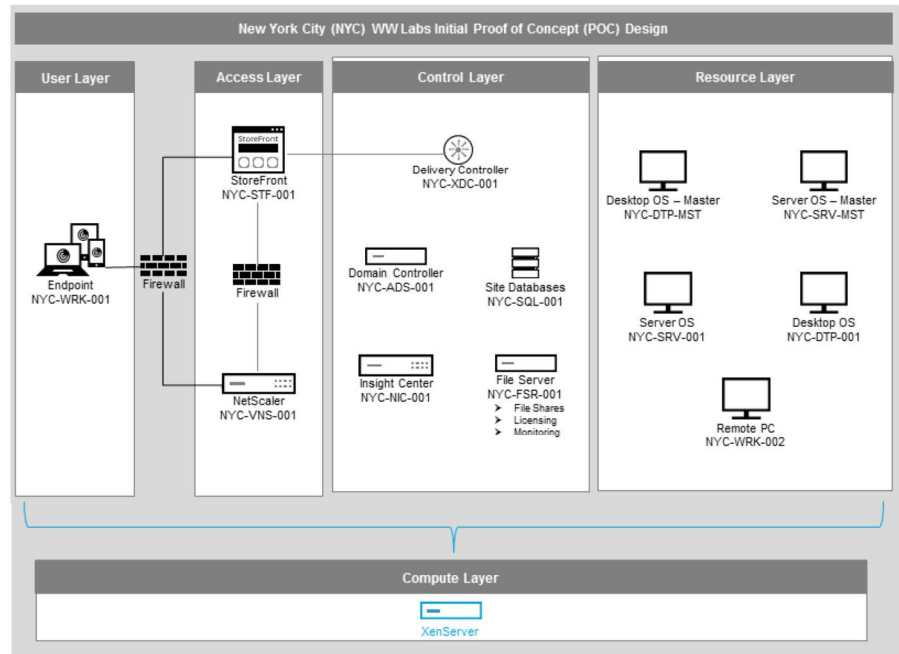 New York City (NYC) WW Labs Initial Proof of Concept (POC) Design
User Layer
Access Layer
Control Layer
Resource Layer
StoreFront
StoreFront
NYC-STF-001
Delivery Controller
NYC-XDC-001
Desktop OS – Master
NYC-DTP-MST
Server OS – Master
NYC-SRV-MST
Endpoint
NYC-WRK-001
Firewall
Firewall
Domain Controller
NYC-ADS-001
Site Databases
NYC-SQL-001
Server OS
NYC-SRV-001
Desktop OS
NYC-DTP-001
NetScaler
NYC-VNS-001
Insight Center
NYC-NIC-001
File Server
NYC-FSR-001
➤ File Shares
➤ Licensing
➤ Monitoring
Remote PC
NYC-WRK-002
Compute Layer
XenServer